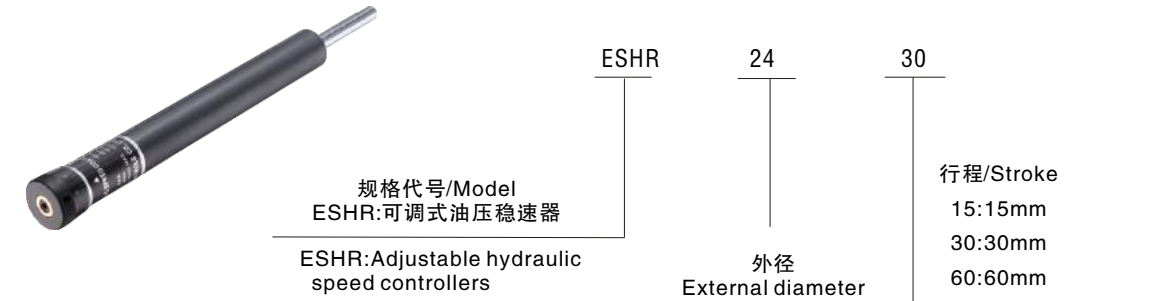 ESHR 24 30
规格代号/Model
ESHR:可调式油压稳速器
ESHR:Adjustable hydraulic
speed controllers
外径
External diameter
行程/Stroke
15:15mm
30:30mm
60:60mm